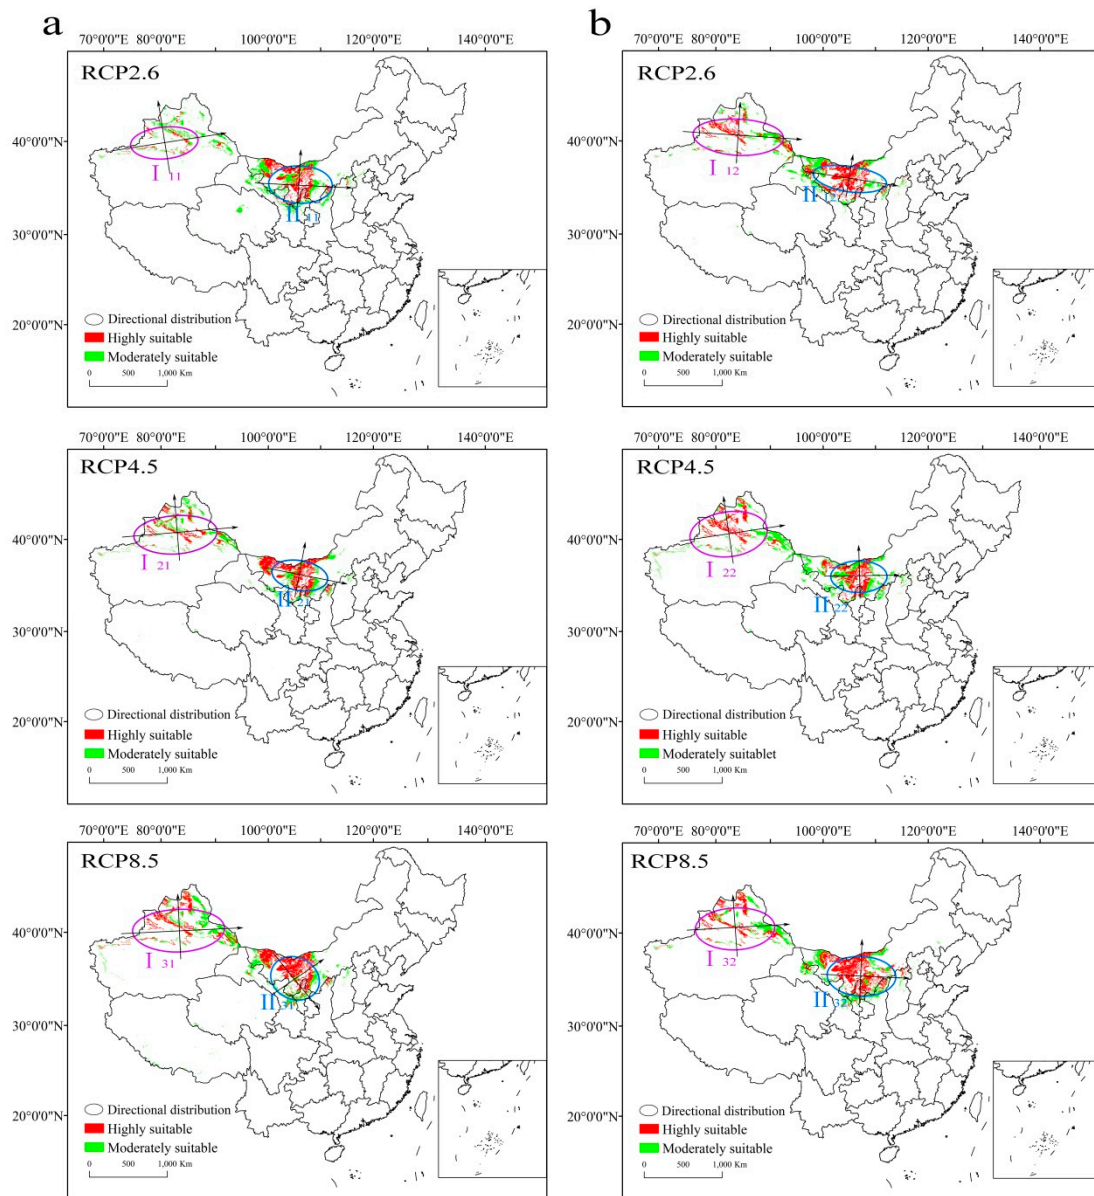 a
b
70°0'0"E 80°0'0"E 100°0'0"E 120°0'0"E 140°0'0"E
RCP2.6
40°0'0"N
30°0'0"N
20°0'0"N
I 11
II 11
Directional distribution
Highly suitable
Moderately suitable
0 500 1,000 Km
70°0'0"E 80°0'0"E 100°0'0"E 120°0'0"E 140°0'0"E
RCP2.6
40°0'0"N
30°0'0"N
20°0'0"N
I 12
II 12
Directional distribution
Highly suitable
Moderately suitable
0 500 1,000 Km
70°0'0"E 80°0'0"E 100°0'0"E 120°0'0"E 140°0'0"E
RCP4.5
40°0'0"N
30°0'0"N
20°0'0"N
I 21
II 21
Directional distribution
Highly suitable
Moderately suitable
0 500 1,000 Km
70°0'0"E 80°0'0"E 100°0'0"E 120°0'0"E 140°0'0"E
RCP4.5
40°0'0"N
30°0'0"N
20°0'0"N
I 22
II 22
Directional distribution
Highly suitable
Moderately suitablet
0 500 1,000 Km
70°0'0"E 80°0'0"E 100°0'0"E 120°0'0"E 140°0'0"E
RCP8.5
40°0'0"N
30°0'0"N
20°0'0"N
I 31
II 31
Directional distribution
Highly suitable
Moderately suitable
0 500 1,000 Km
70°0'0"E 80°0'0"E 100°0'0"E 120°0'0"E 140°0'0"E
RCP8.5
40°0'0"N
30°0'0"N
20°0'0"N
I 32
II 32
Directional distribution
Highly suitable
Moderately suitable
0 500 1,000 Km